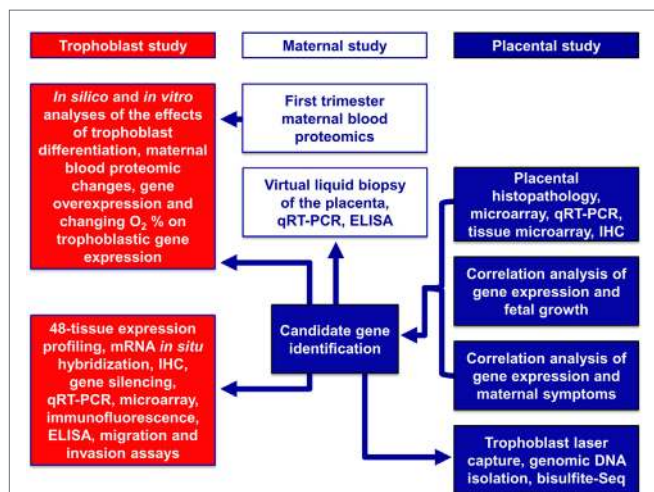 Trophoblast study
Maternal study
Placental study
In silico and in vitro
analyses of the effects
of trophoblast
differentiation, maternal
blood proteomic
changes, gene
overexpression and
changing O2 % on
trophoblastic gene
expression
First trimester
maternal blood
proteomics
Virtual liquid biopsy
of the placenta,
qRT-PCR, ELISA
Placental
histopathology,
microarray, qRT-PCR,
tissue microarray, IHC
Correlation analysis of
gene expression and
fetal growth
Candidate gene
identification
48-tissue expression
profiling, mRNA in situ
hybridization, IHC,
gene silencing,
qRT-PCR, microarray,
immunofluorescence,
ELISA, migration and
invasion assays
Correlation analysis of
gene expression and
maternal symptoms
Trophoblast laser
capture, genomic DNA
isolation, bisulfite-Seq